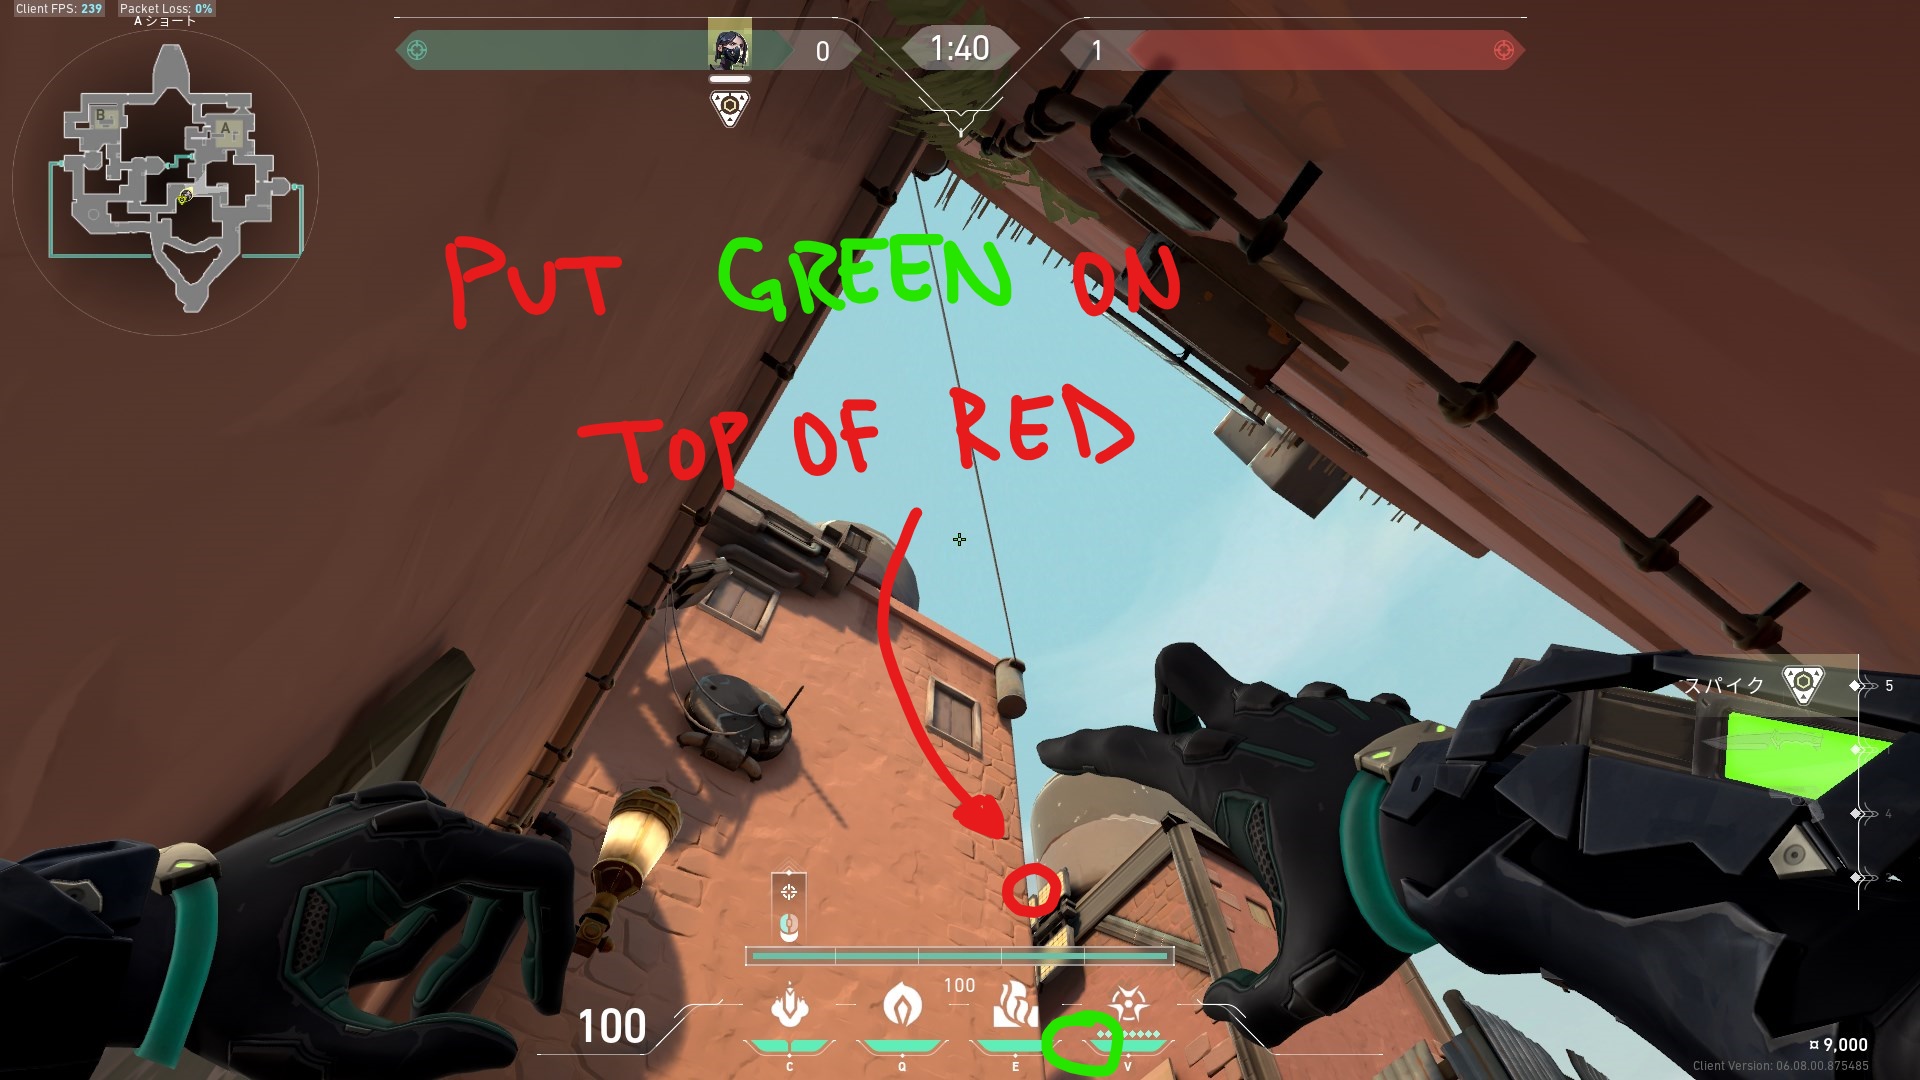 Client FPS: 239 Packet Loss: 0%
A ショート
B
A
0
1:40
1
PUT GREEN ON
TOP OF RED
スパイク
5
4
100
100
C
Q
E
V
¤ 9,000
Client Version: 06.08.00.875485